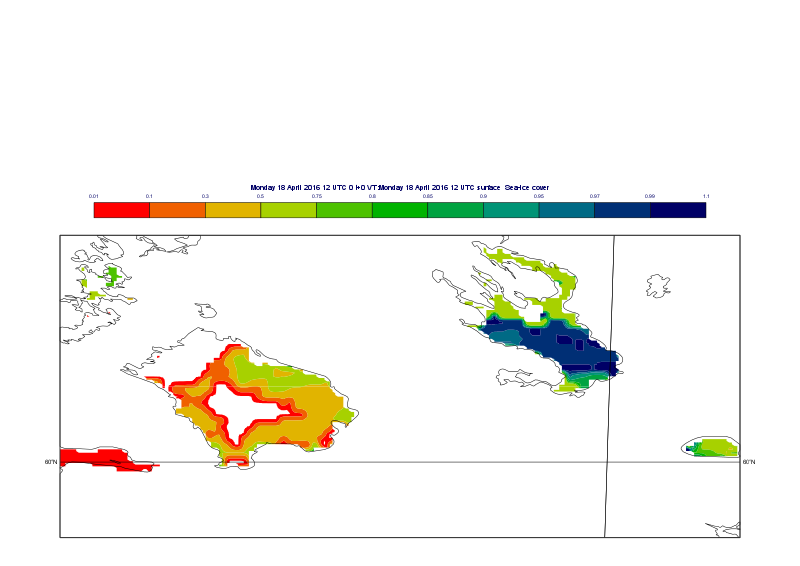 Monday 18 April 2016 12 UTC 0 t+0 VT:Monday 18 April 2016 12 UTC surface Sea-ice cover
0.01 0.1 0.3 0.5 0.75 0.8 0.85 0.9 0.95 0.97 0.99 1.1
60°N 60°N